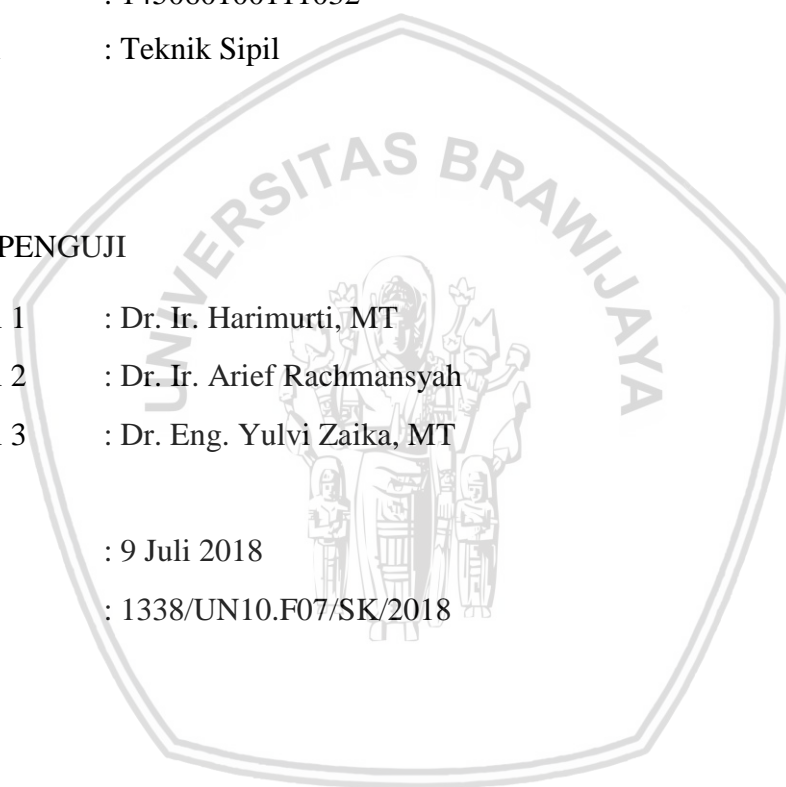 : Teknik Sipil
UNIVERSITAS BRAWIJAYA
PENGUJI
1 : Dr. Ir. Harimurti, MT
2 : Dr. Ir. Arief Rachmansyah
3 : Dr. Eng. Yulvi Zaika, MT
: 9 Juli 2018
: 1338/UN10.F07/SK/2018